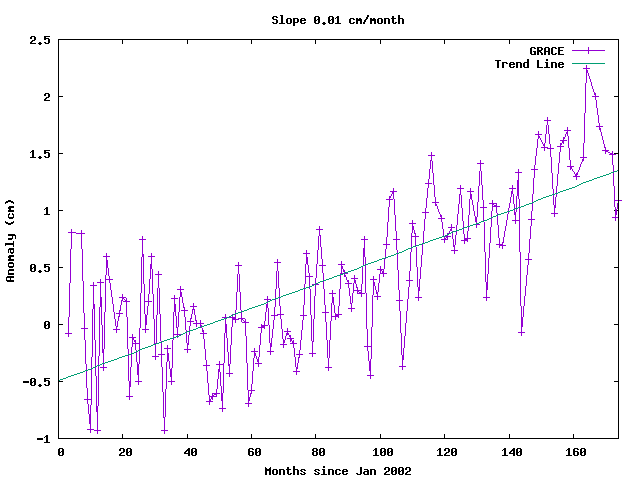 Slope 0.01 cm/month
GRACE
Trend Line
Anomaly (cm)
2.5
2
1.5
1
0.5
0
-0.5
-1
0 20 40 60 80 100 120 140 160
Months since Jan 2002